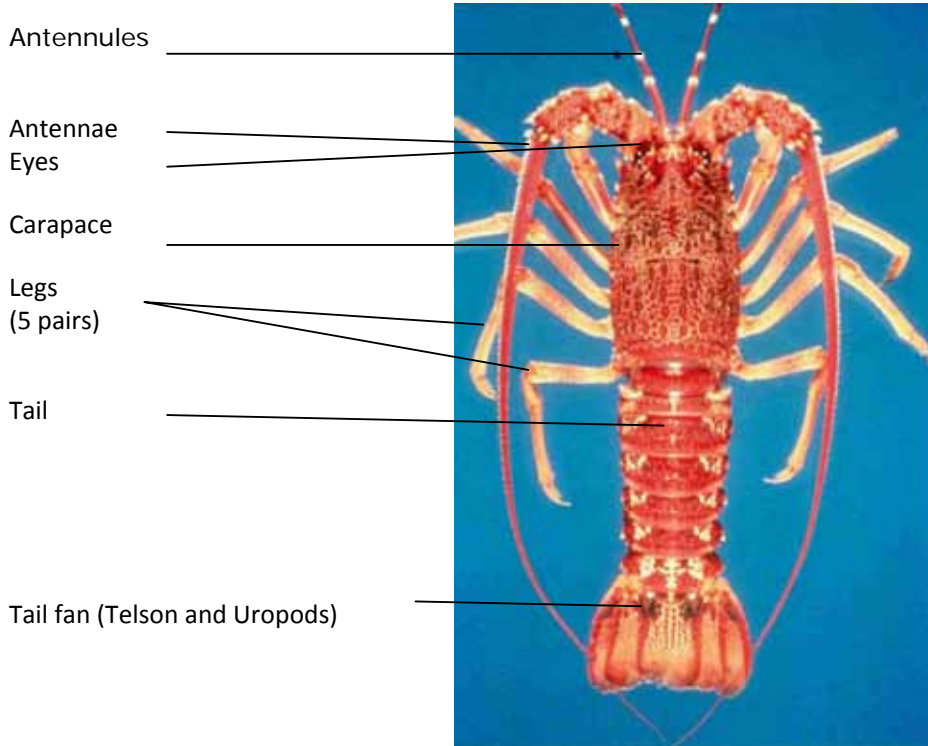 Antennules
Antennae
Eyes
Carapace
Legs
(5 pairs)
Tail
Tail fan (Telson and Uropods)